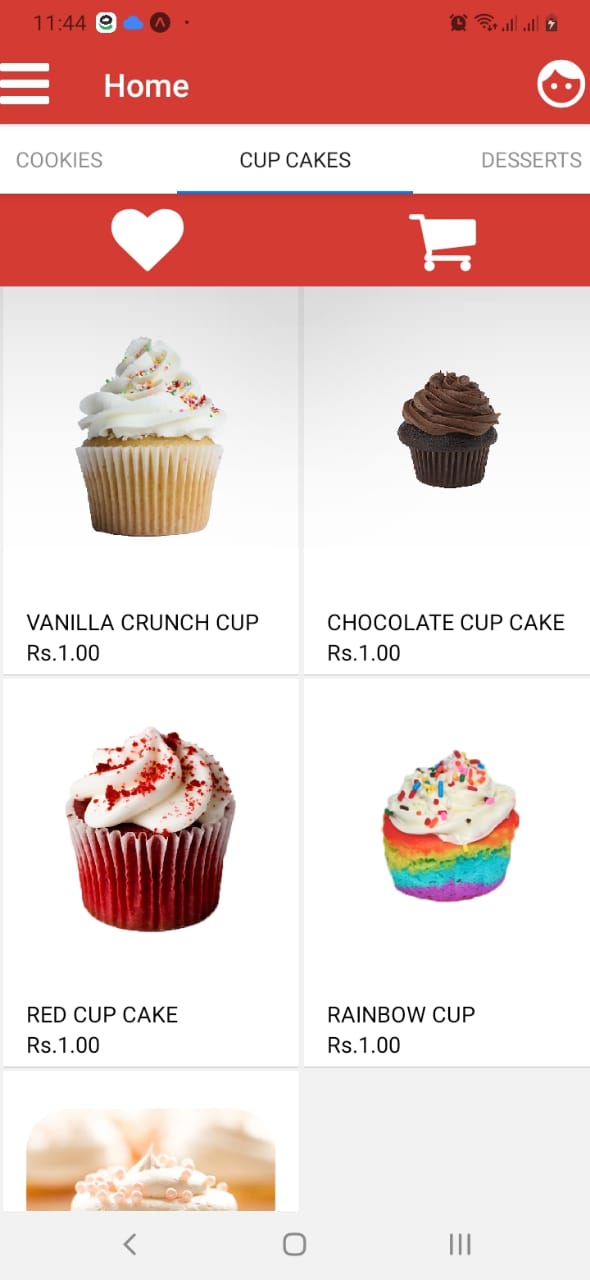 11:44
Home
COOKIES
CUP CAKES
DESSERTS
VANILLA CRUNCH CUP
Rs.1.00
CHOCOLATE CUP CAKE
Rs.1.00
RED CUP CAKE
Rs.1.00
RAINBOW CUP
Rs.1.00